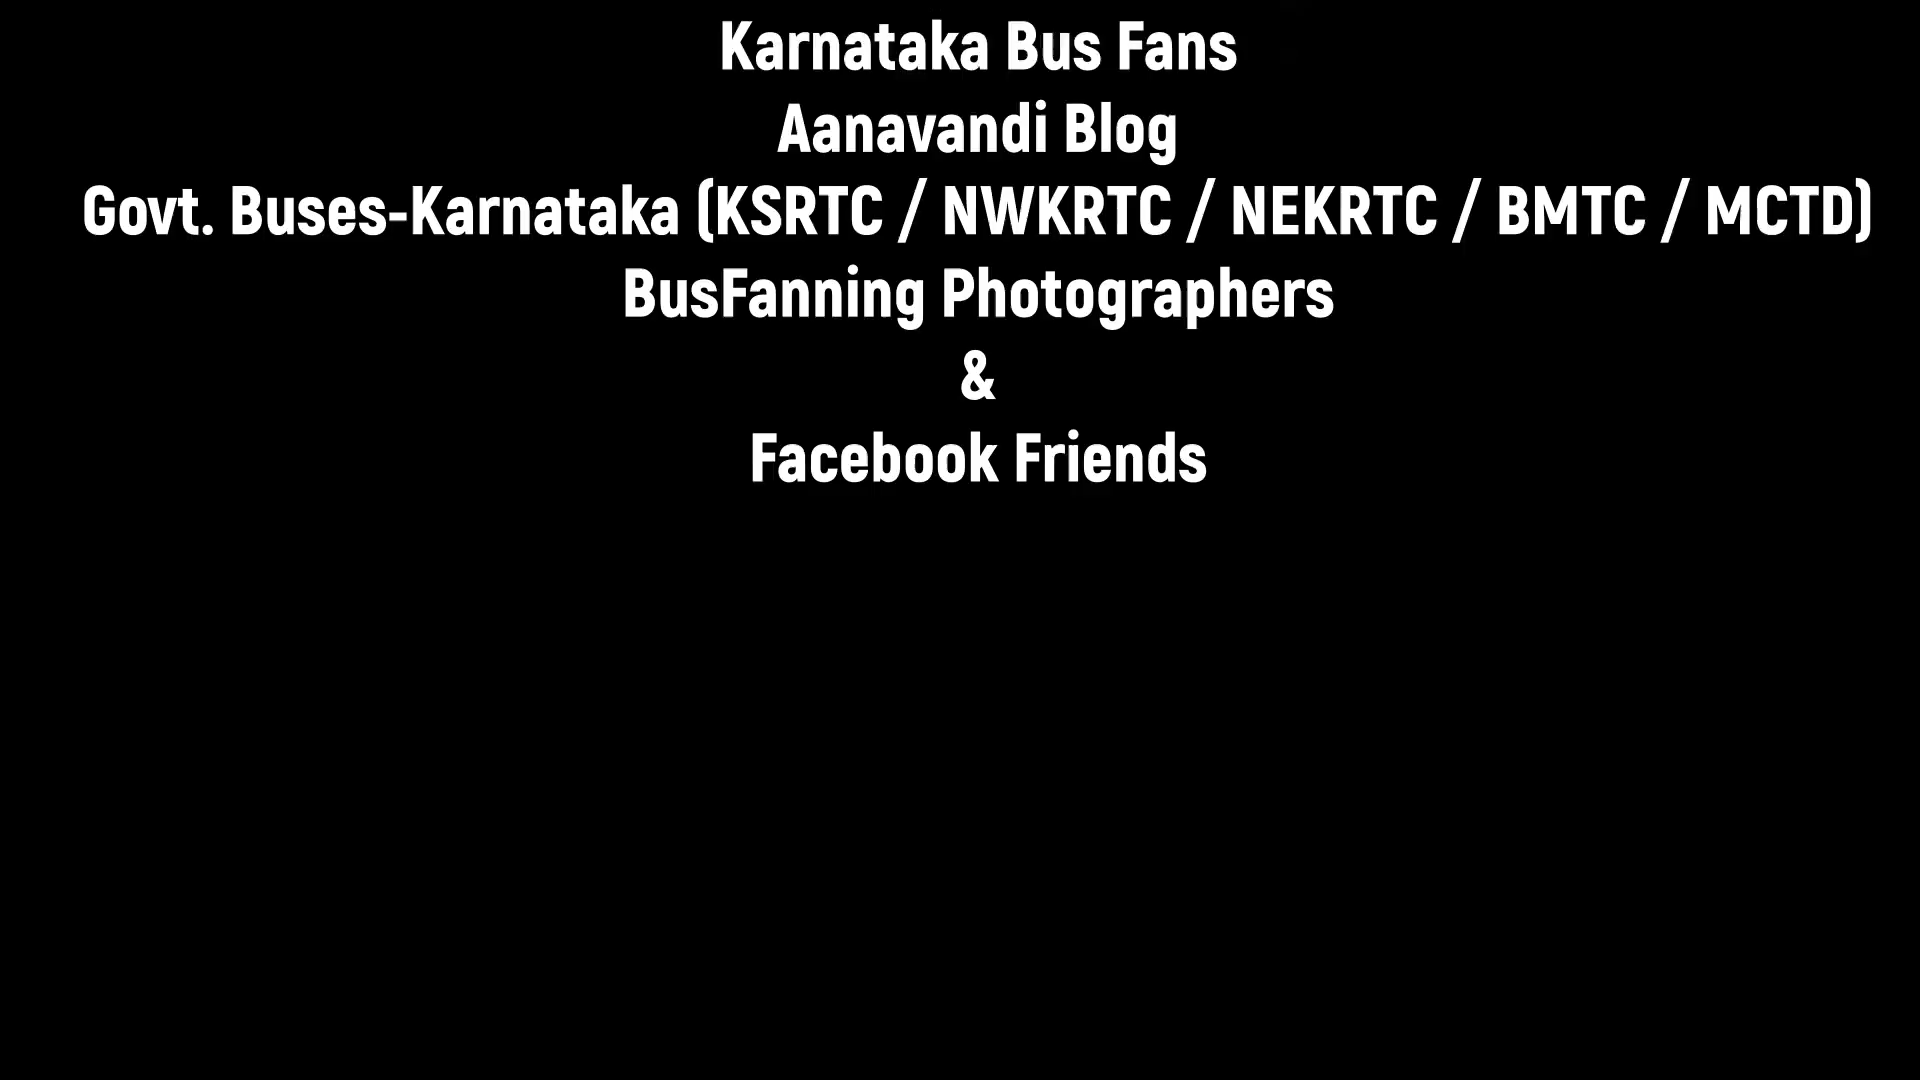 Karnataka Bus Fans
Aanavandi Blog
Govt. Buses-Karnataka (KSRTC / NWKRTC / NEKRTC / BMTC / MCTD)
BusFanning Photographers
&
Facebook Friends